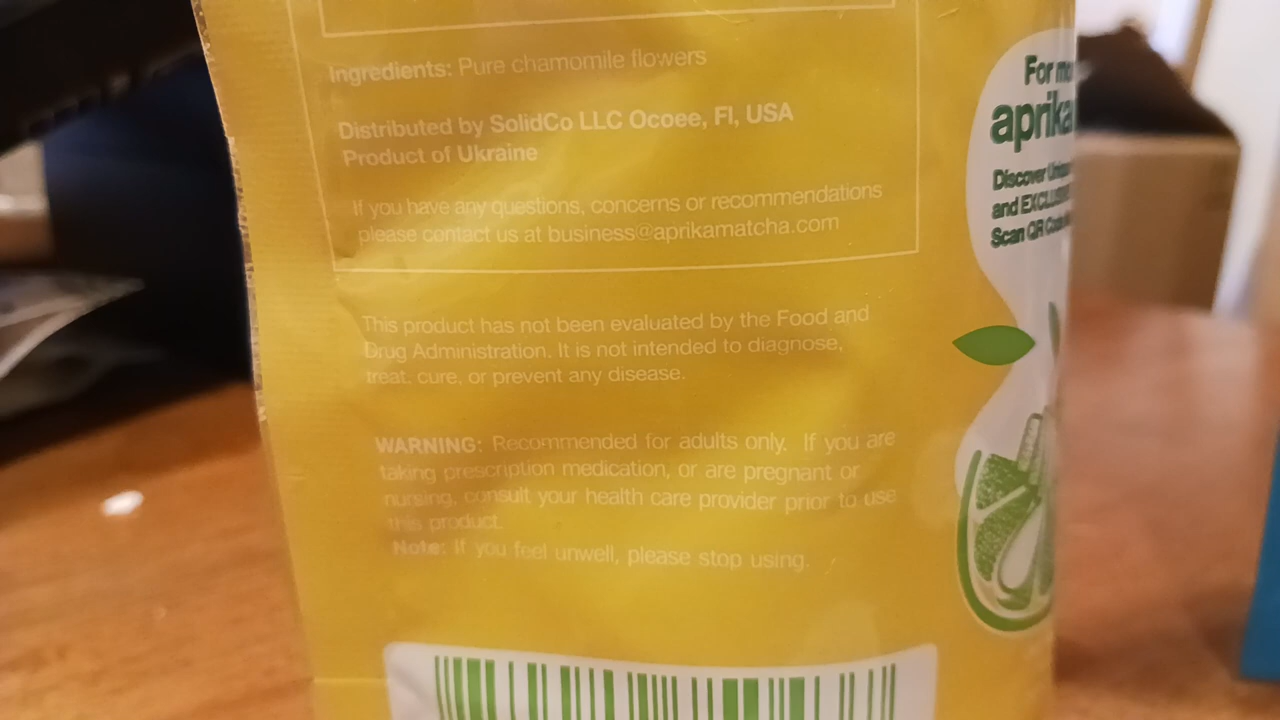 Ingredients: Pure chamomile flowers
Distributed by SolidCo LLC Ocoee, Fl, USA
Product of Ukraine
If you have any questions, concerns or recommendations
please contact us at business@aprikamatcha.com
This product has not been evaluated by the Food and
Drug Administration. It is not intended to diagnose,
treat, cure, or prevent any disease.
WARNING: Recommended for adults only. If you are
taking prescription medication, or are pregnant or
nursing, consult your health care provider prior to use
this product.
Note: If you feel unwell, please stop using.
For
aprika
Discover
and
Scan QR